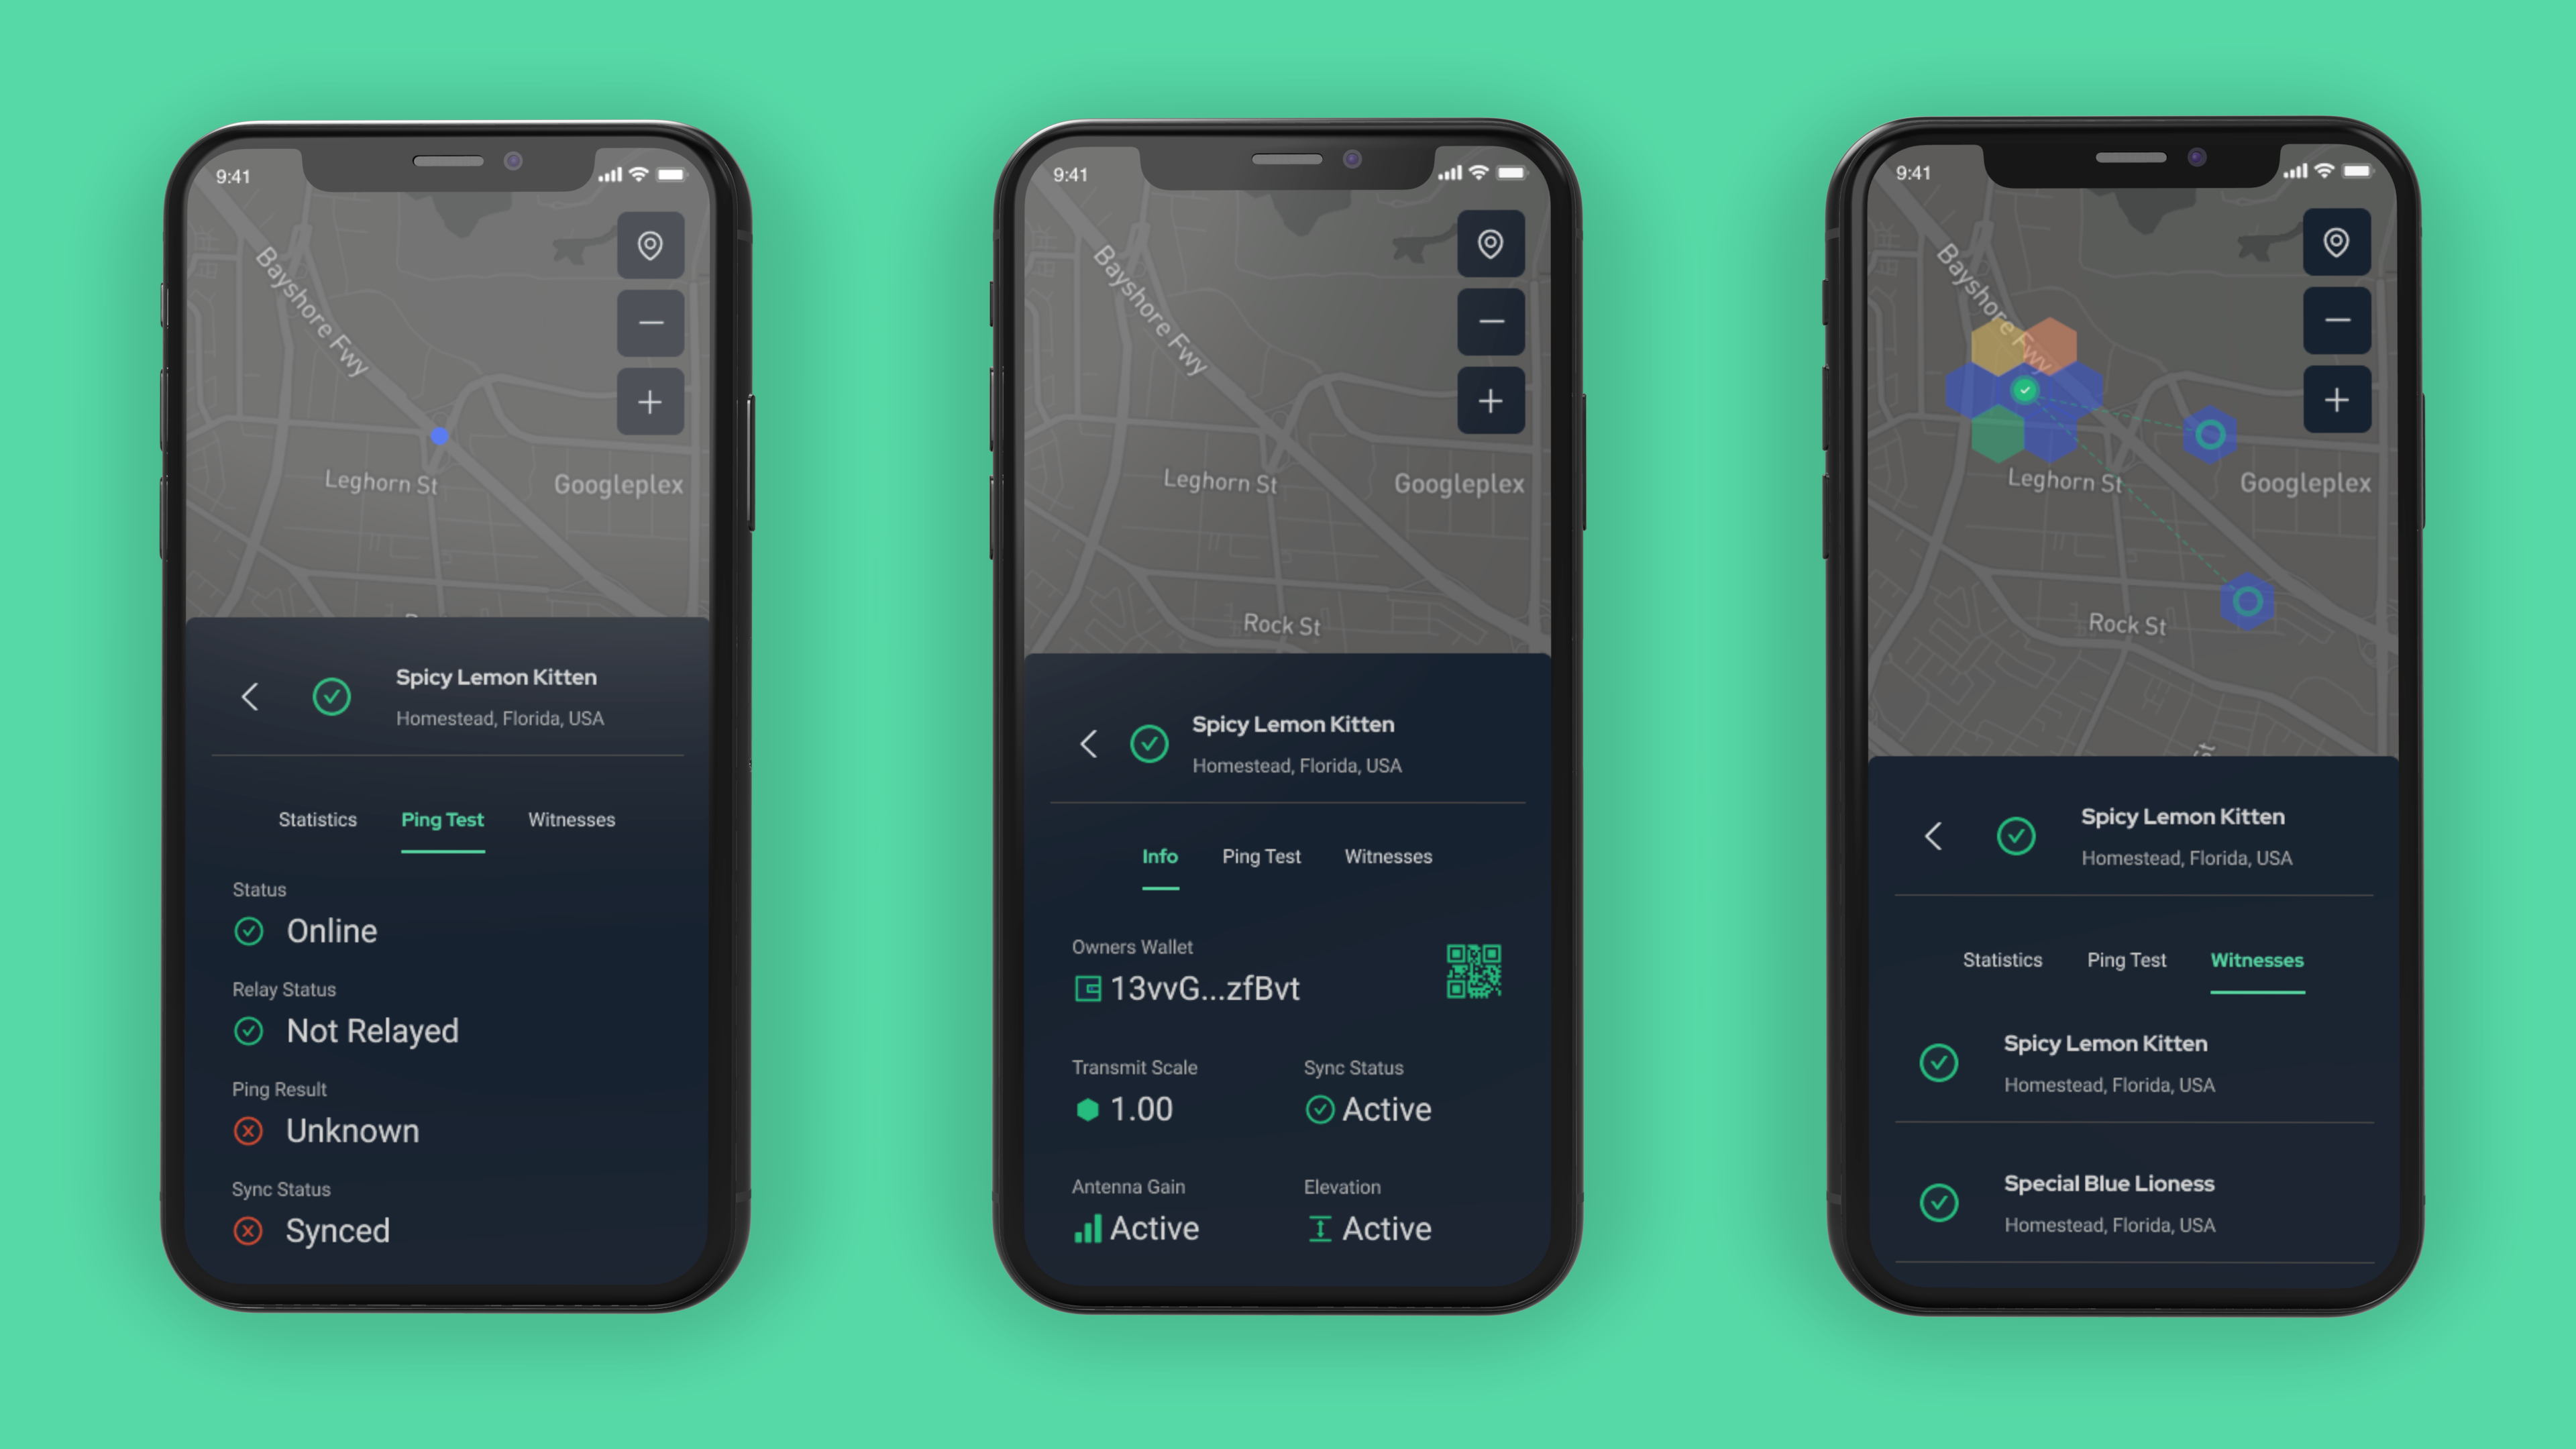 9:41
Bayshore Fwy
Leghorn St
Googleplex
Spicy Lemon Kitten
Homestead, Florida, USA
Statistics Ping Test Witnesses
Status
Online
Relay Status
Not Relayed
Ping Result
Unknown
Sync Status
Synced
9:41
Bayshore Fwy
Leghorn St
Googleplex
Rock St
Spicy Lemon Kitten
Homestead, Florida, USA
Info Ping Test Witnesses
Owners Wallet
13vvG...zfBvt
Transmit Scale Sync Status
1.00 Active
Antenna Gain Elevation
Active Active
9:41
Bayshore Fwy
Leghorn St
Googleplex
Rock St
Spicy Lemon Kitten
Homestead, Florida, USA
Statistics Ping Test Witnesses
Spicy Lemon Kitten
Homestead, Florida, USA
Special Blue Lioness
Homestead, Florida, USA